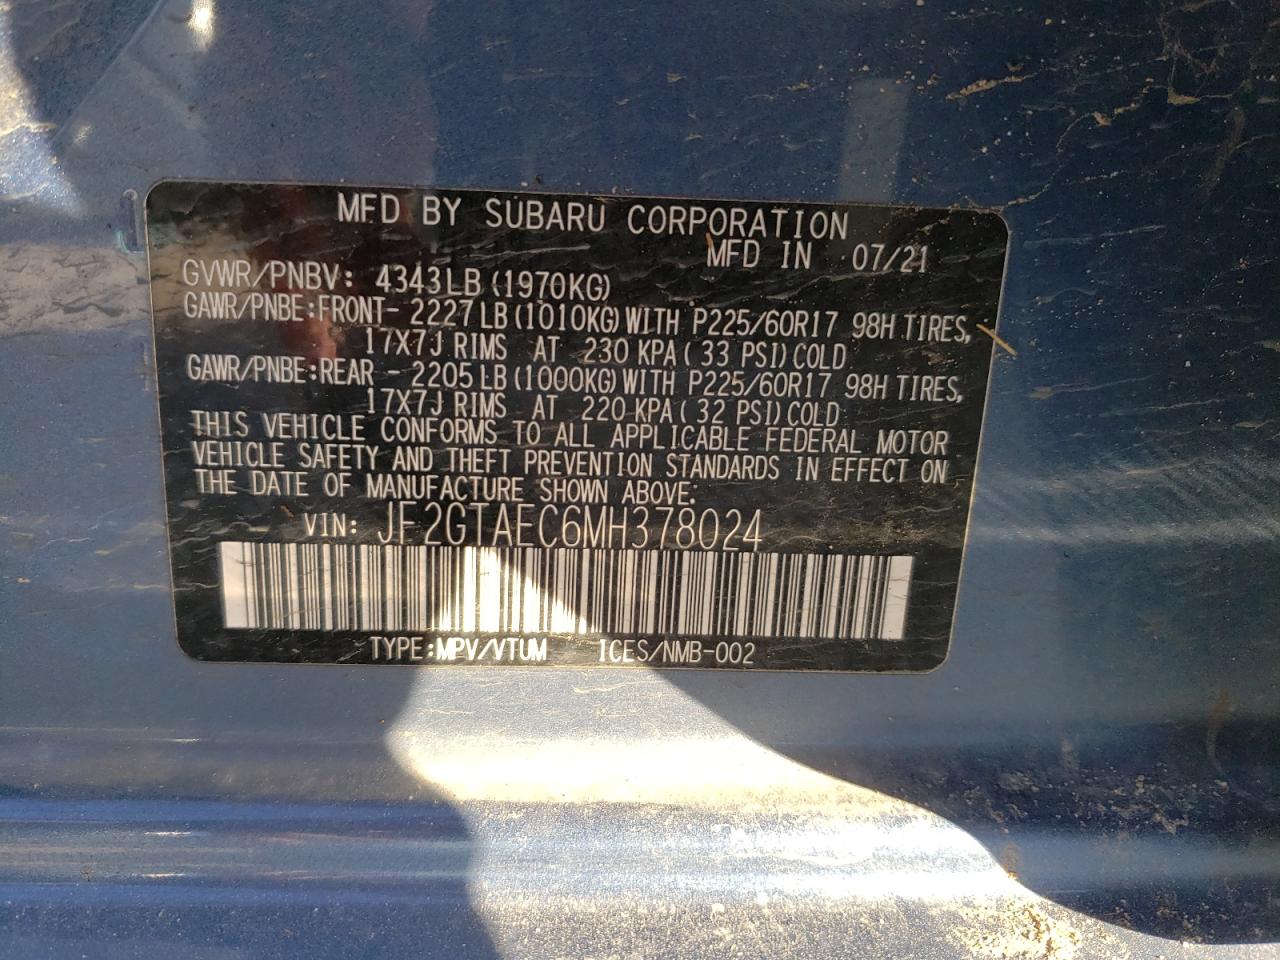 MFD BY SUBARU CORPORATION
MFD IN 07/21
GVWR/PNBV: 4343LB (1970KG)
GAWR/PNBE:FRONT- 2227 LB (1010KG) WITH P225/60R17 98H TIRES,
17X7J RIMS AT 230 KPA( 33 PSI) COLD
GAWR/PNBE:REAR - 2205 LB (1000KG) WITH P225/60R17 98H TIRES,
17X7J RIMS AT 220 KPA( 32 PSI) COLD
THIS VEHICLE CONFORMS TO ALL APPLICABLE FEDERAL MOTOR
VEHICLE SAFETY AND THEFT PREVENTION STANDARDS IN EFFECT ON
THE DATE OF MANUFACTURE SHOWN ABOVE:
VIN: JF2GTAEC6MH378024
TYPE:MPV/VTUM ICES/NMB-002